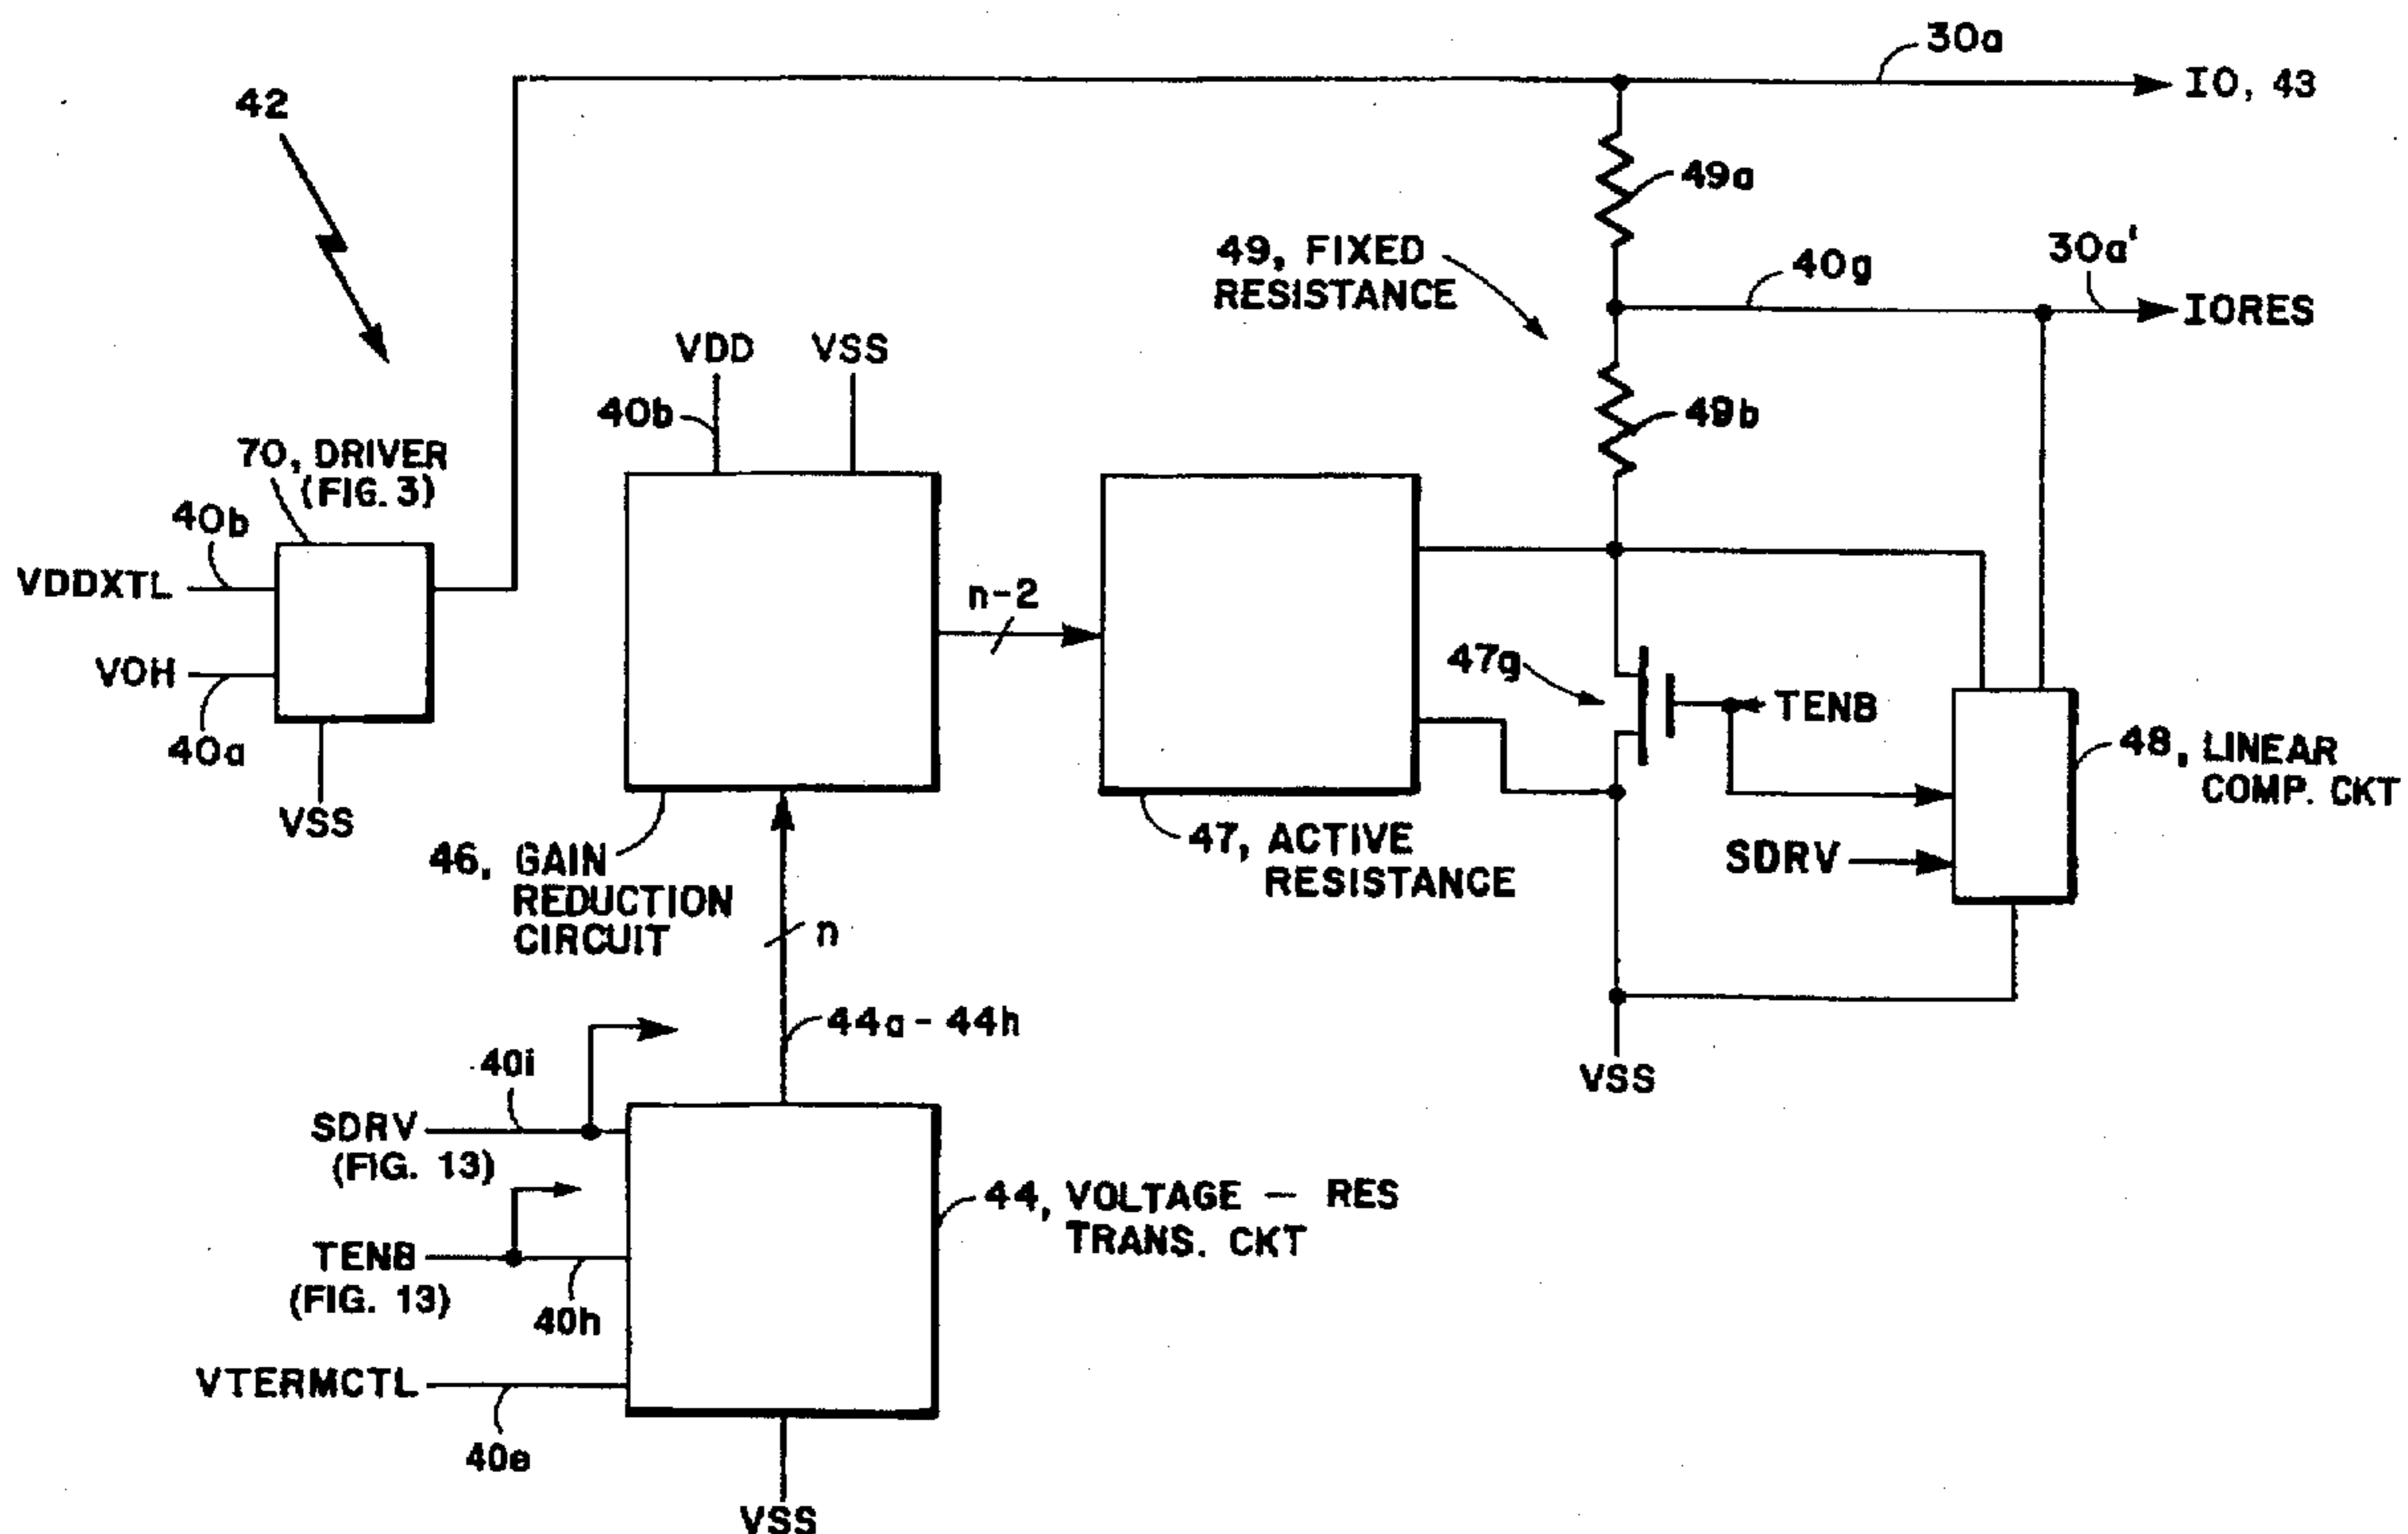 30a
IO, 43
42
49a
49, FIXED
RESISTANCE
40g
30a'
IORES
VDD
VSS
40b
49b
70, DRIVER
(FIG. 3)
40b
VDDXTL
VOH
40a
VSS
n-2
47g
TENB
48, LINEAR
COMP. CKT
SDRV
46, GAIN
REDUCTION
CIRCUIT
47, ACTIVE
RESISTANCE
n
44a - 44h
VSS
40i
SDRV
(FIG. 13)
44, VOLTAGE — RES
TRANS. CKT
TENB
(FIG. 13)
40h
VTERMCTL
40e
VSS